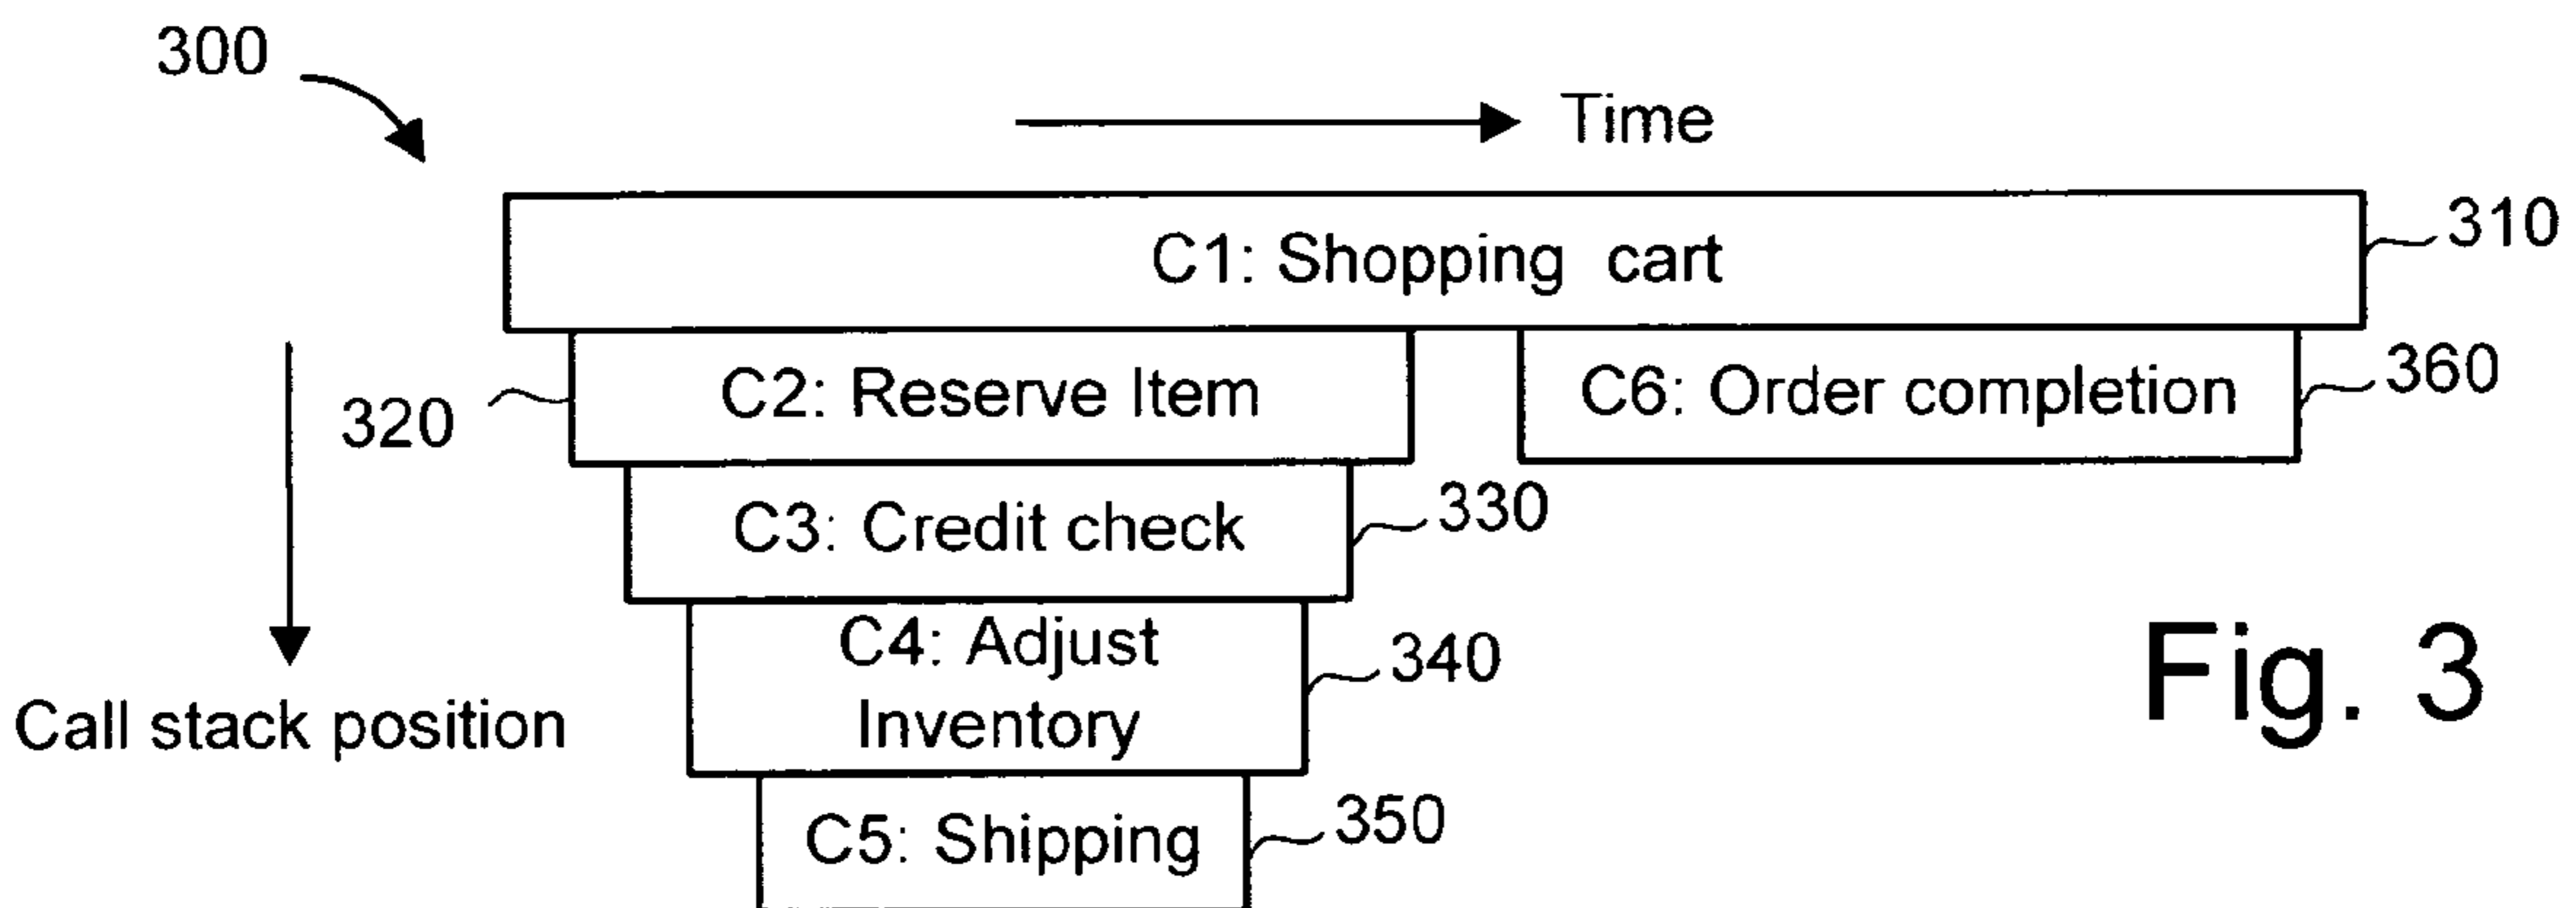 300
Time
C1: Shopping cart
310
C2: Reserve Item
C6: Order completion
360
320
C3: Credit check
330
C4: Adjust
Inventory
340
Call stack position
C5: Shipping
350
Fig. 3